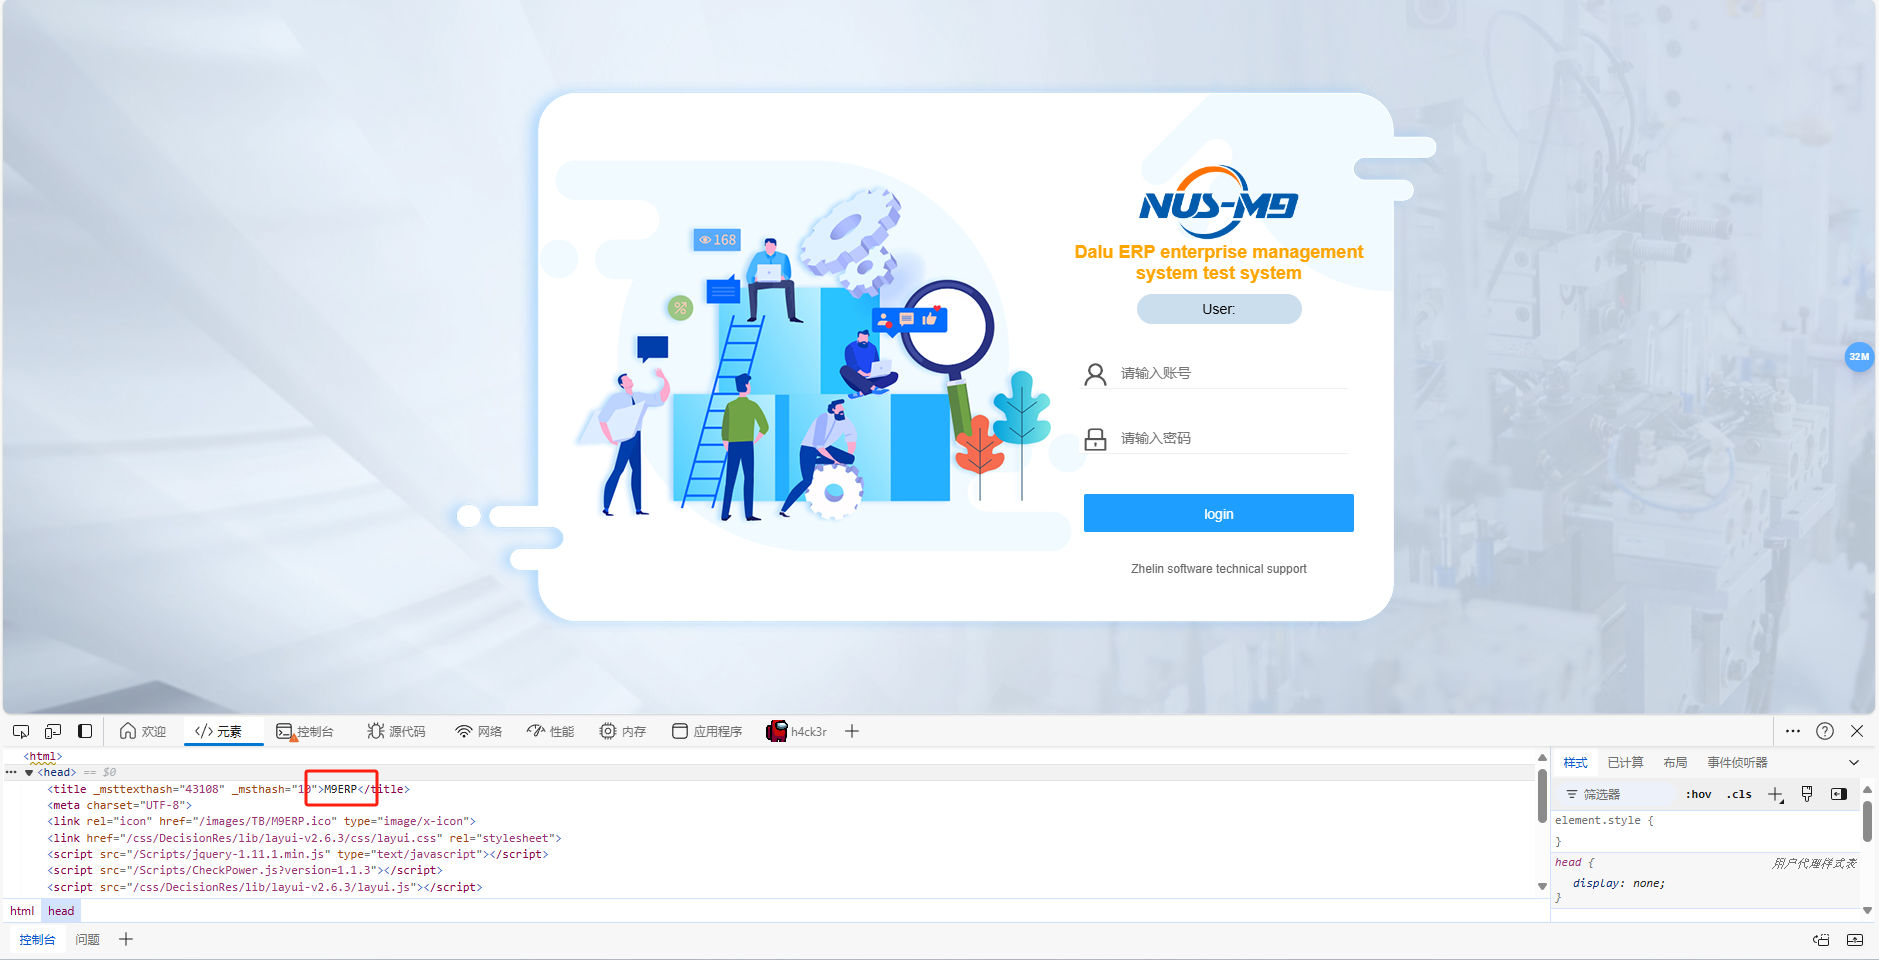 168
NUS-M9
Dalu ERP enterprise management
system test system
User:
请输入账号
请输入密码
login
Zhelin software technical support
32M
欢迎
</> 元素
控制台
源代码
网络
性能
内存
应用程序
h4ck3r
<html>
<head> == $0
<title _msttexthash="43108" _msthash="10">M9ERP</title>
<meta charset="UTF-8">
<link rel="icon" href="/images/TB/M9ERP.ico" type="image/x-icon">
<link href="/css/DecisionRes/lib/layui-v2.6.3/css/layui.css" rel="stylesheet">
<script src="/Scripts/jquery-1.11.1.min.js" type="text/javascript"></script>
<script src="/Scripts/CheckPower.js?version=1.1.3"></script>
<script src="/css/DecisionRes/lib/layui-v2.6.3/layui.js"></script>
html head
样式 已计算 布局 事件侦听器
筛选器 :hov .cls
element.style {
}
head { 用户代理样式表
display: none;
}
控制台 问题